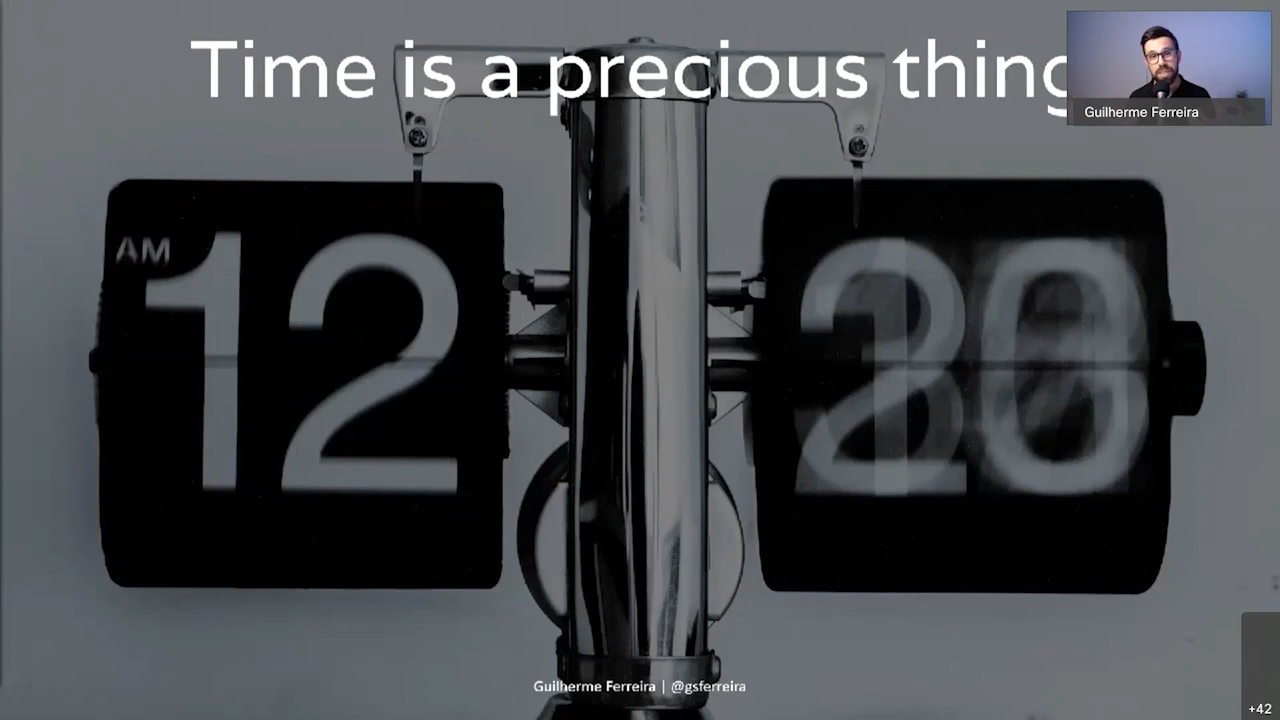 Time is a precious thing
Guilherme Ferreira
AM
12
Guilherme Ferreira | @gsferreira
+42